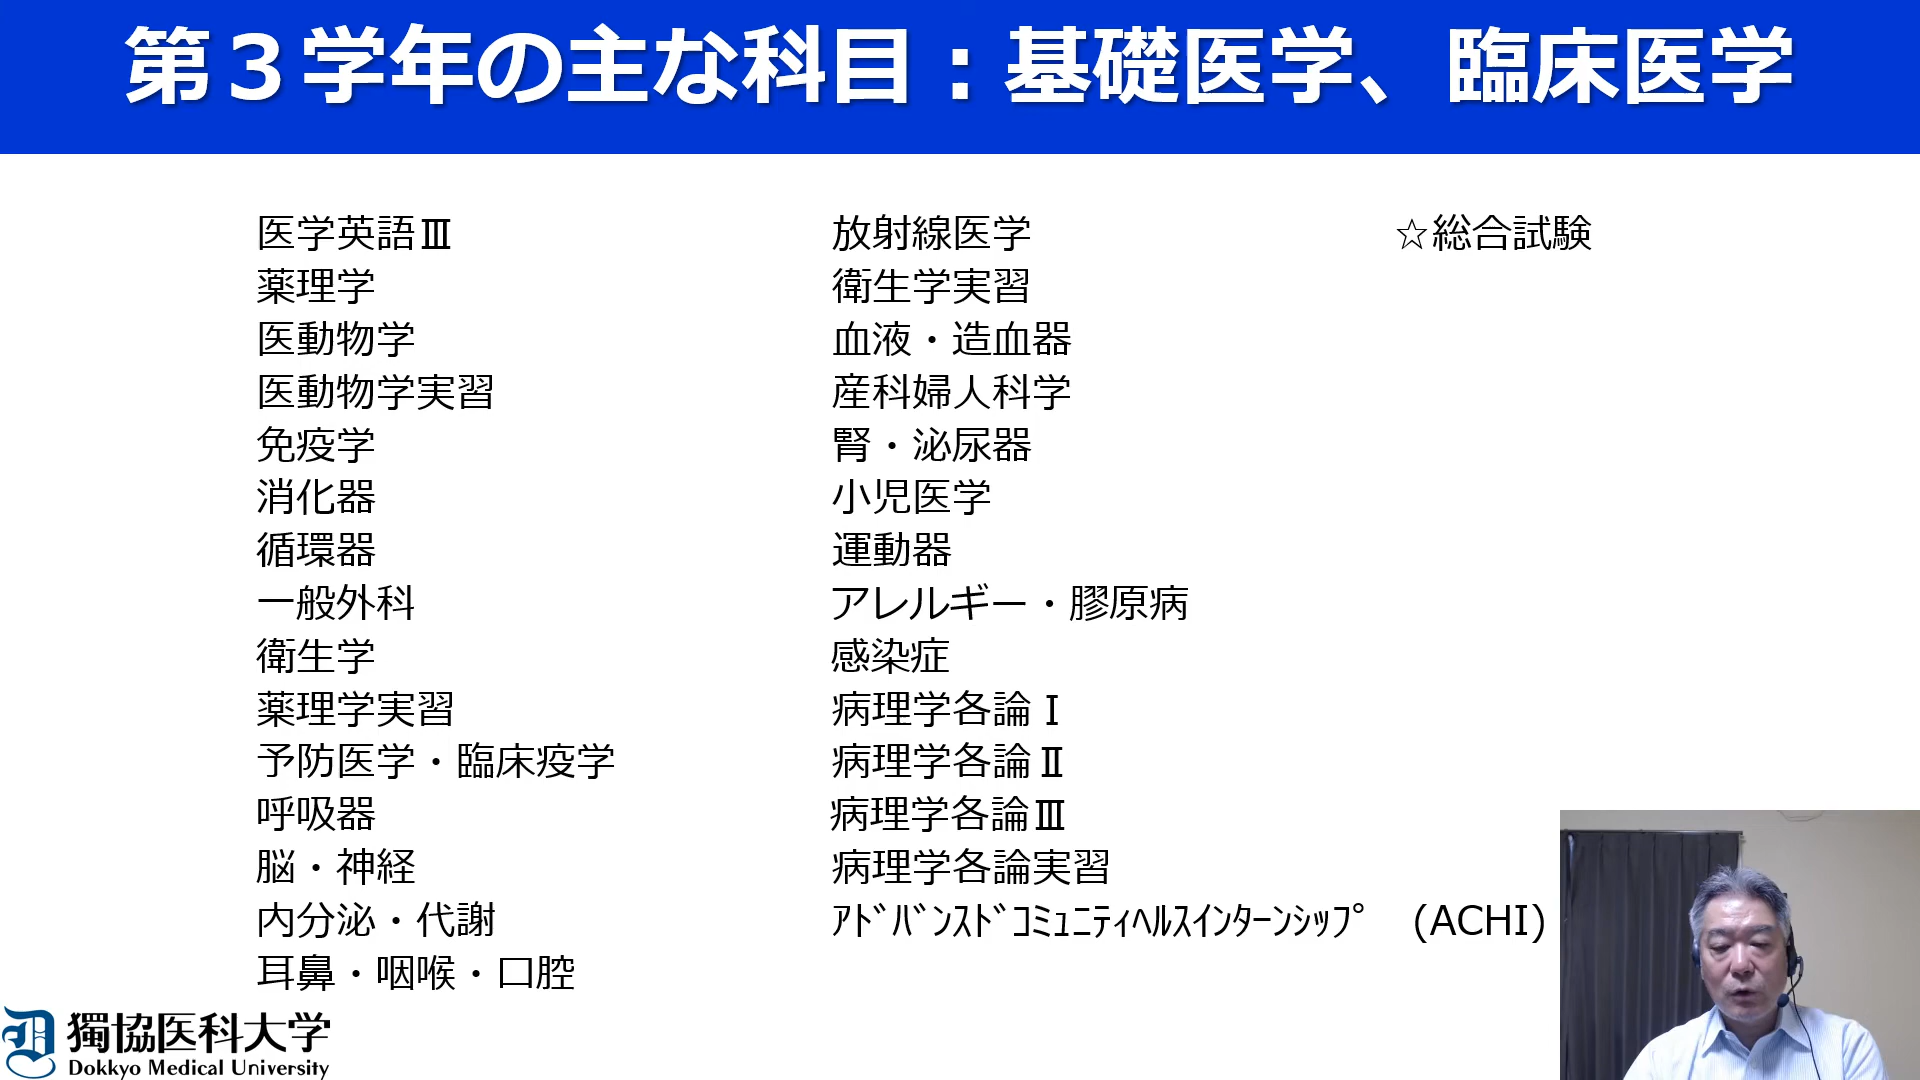 第３学年の主な科目：基礎医学、臨床医学
医学英語Ⅲ
薬理学
医動物学
医動物学実習
免疫学
消化器
循環器
一般外科
衛生学
薬理学実習
予防医学・臨床疫学
呼吸器
脳・神経
内分泌・代謝
耳鼻・咽喉・口腔
放射線医学
衛生学実習
血液・造血器
産科婦人科学
腎・泌尿器
小児医学
運動器
アレルギー・膠原病
感染症
病理学各論Ⅰ
病理学各論Ⅱ
病理学各論Ⅲ
病理学各論実習
ｱﾄﾞﾊﾞﾝｽﾄﾞｺﾐｭﾆﾃｨﾍﾙｽインターンｼｯﾌﾟ (ACHI)
☆総合試験
獨協医科大学
Dokkyo Medical University